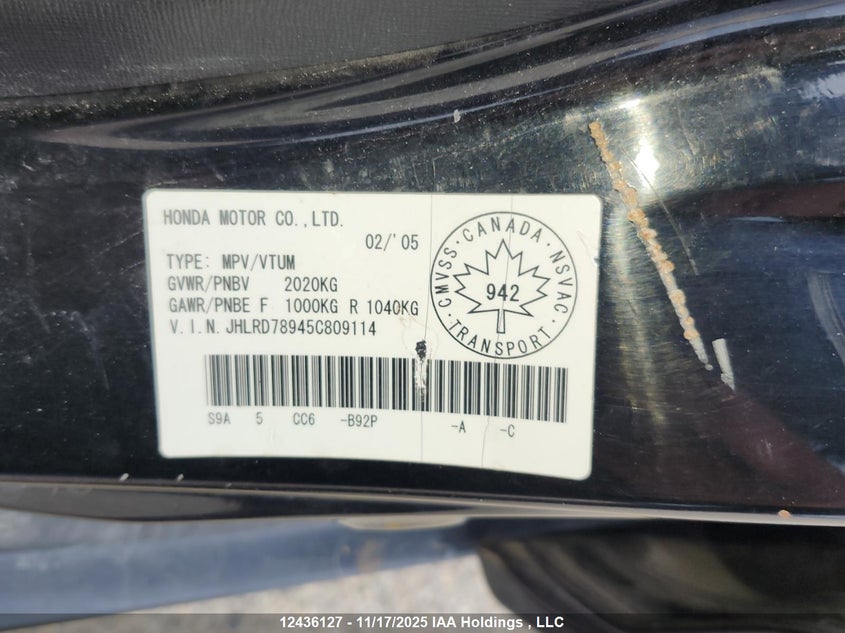 HONDA MOTOR CO.,LTD.
02/'05
TYPE: MPV/VTUM
GVWR/PNBV 2020KG
GAWR/PNBE F 1000KG R 1040KG
V.I.N. JHLRD78945C809114
CMVSS · CANADA · NSVAC · TRANSPORT ·
942
S9A 5 CC6 -B92P -A -C
12436127 - 11/17/2025 IAA Holdings , LLC